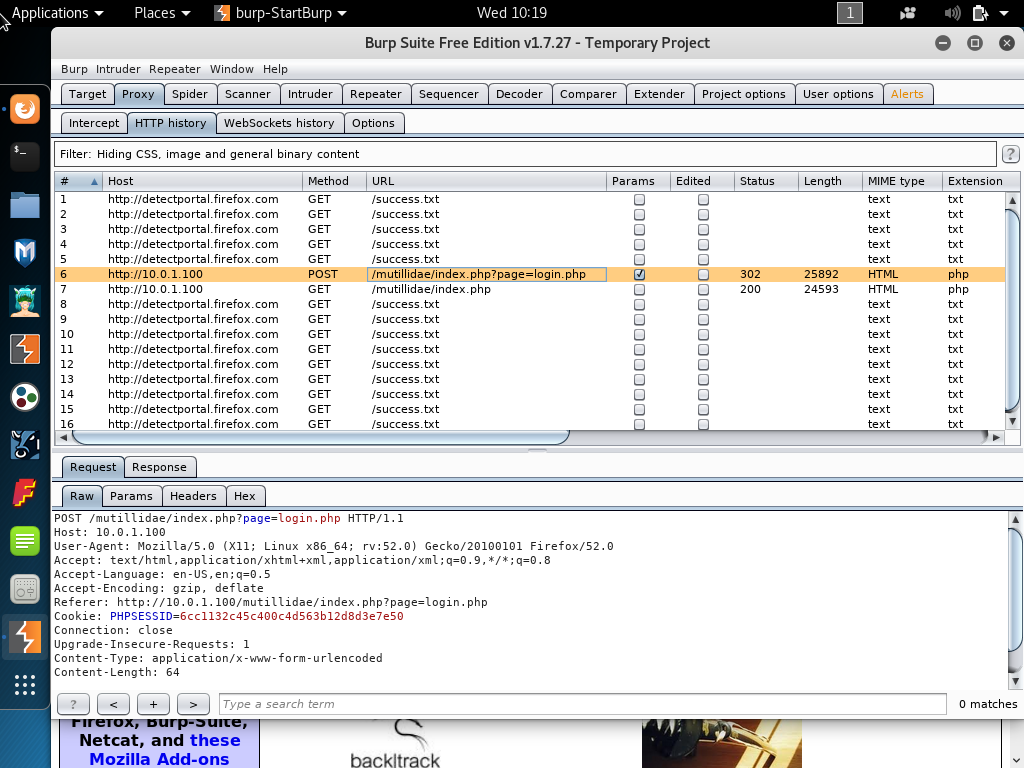 Applications Places burp-StartBurp Wed 10:19 1
Burp Suite Free Edition v1.7.27 - Temporary Project
Burp Intruder Repeater Window Help
Target Proxy Spider Scanner Intruder Repeater Sequencer Decoder Comparer Extender Project options User options Alerts
Intercept HTTP history WebSockets history Options
Filter: Hiding CSS, image and general binary content ?
# Host Method URL Params Edited Status Length MIME type Extension
1 http://detectportal.firefox.com GET /success.txt text txt
2 http://detectportal.firefox.com GET /success.txt text txt
3 http://detectportal.firefox.com GET /success.txt text txt
4 http://detectportal.firefox.com GET /success.txt text txt
5 http://detectportal.firefox.com GET /success.txt text txt
6 http://10.0.1.100 POST /mutillidae/index.php?page=login.php 302 25892 HTML php
7 http://10.0.1.100 GET /mutillidae/index.php 200 24593 HTML php
8 http://detectportal.firefox.com GET /success.txt text txt
9 http://detectportal.firefox.com GET /success.txt text txt
10 http://detectportal.firefox.com GET /success.txt text txt
11 http://detectportal.firefox.com GET /success.txt text txt
12 http://detectportal.firefox.com GET /success.txt text txt
13 http://detectportal.firefox.com GET /success.txt text txt
14 http://detectportal.firefox.com GET /success.txt text txt
15 http://detectportal.firefox.com GET /success.txt text txt
16 http://detectportal.firefox.com GET /success.txt text txt
Request Response
Raw Params Headers Hex
POST /mutillidae/index.php?page=login.php HTTP/1.1
Host: 10.0.1.100
User-Agent: Mozilla/5.0 (X11; Linux x86_64; rv:52.0) Gecko/20100101 Firefox/52.0
Accept: text/html,application/xhtml+xml,application/xml;q=0.9,*/*;q=0.8
Accept-Language: en-US,en;q=0.5
Accept-Encoding: gzip, deflate
Referer: http://10.0.1.100/mutillidae/index.php?page=login.php
Cookie: PHPSESSID=6cc1132c45c400c4d563b12d8d3e7e50
Connection: close
Upgrade-Insecure-Requests: 1
Content-Type: application/x-www-form-urlencoded
Content-Length: 64
? < + > Type a search term 0 matches
Firefox, Burp-Suite,
Netcat, and these
Mozilla Add-ons
backtrack